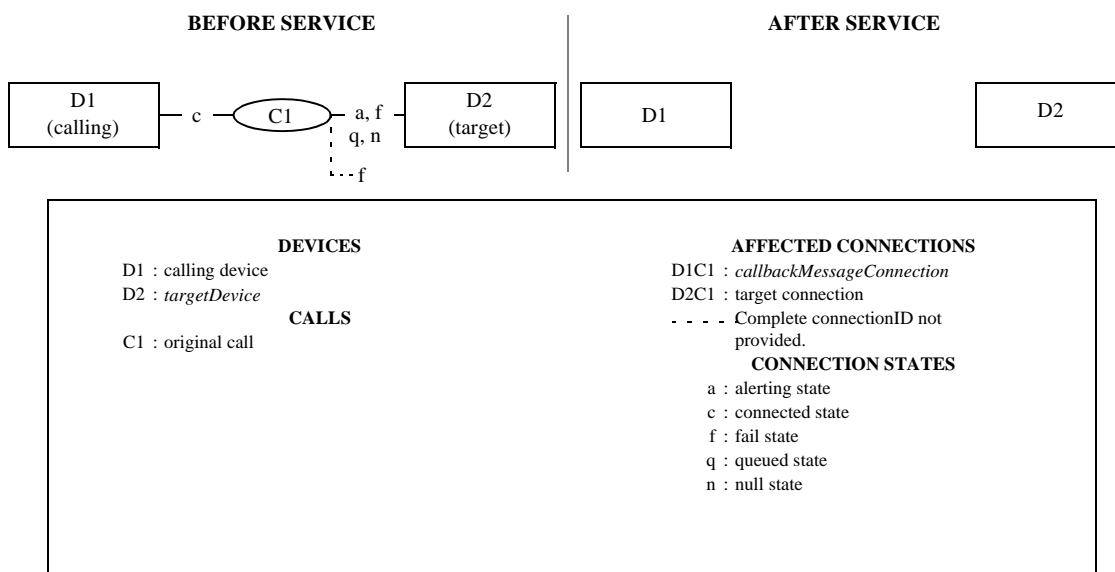 BEFORE SERVICE
AFTER SERVICE
D1
(calling)
c
C1
a, f
q, n
f
D2
(target)
D1
D2
DEVICES
D1 : calling device
D2 : targetDevice
CALLS
C1 : original call
AFFECTED CONNECTIONS
D1C1 : callbackMessageConnection
D2C1 : target connection
Complete connectionID not
provided.
CONNECTION STATES
a : alerting state
c : connected state
f : fail state
q : queued state
n : null state